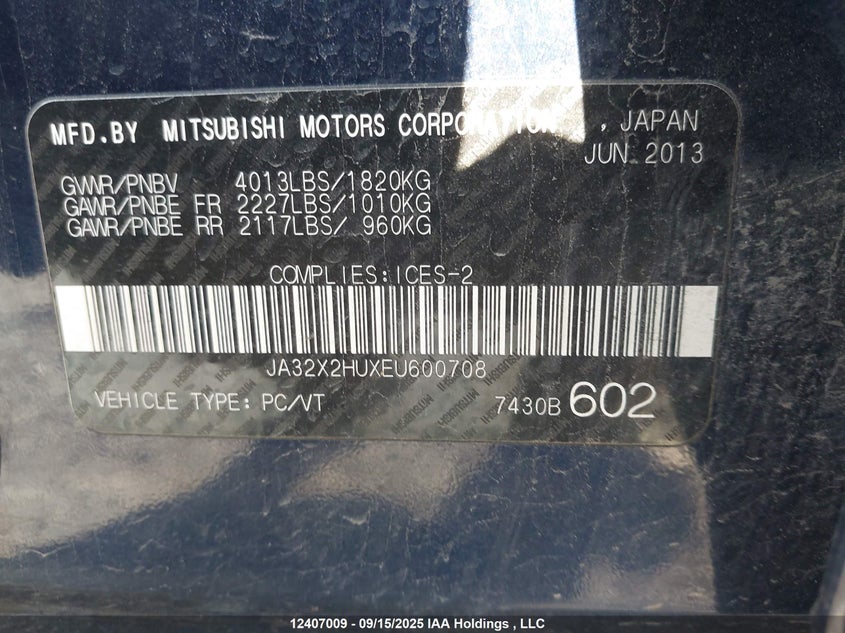 MFD.BY MITSUBISHI MOTORS CORPORATION , JAPAN
JUN 2013
GVWR/PNBV 4013LBS/1820KG
GAWR/PNBE FR 2227LBS/1010KG
GAWR/PNBE RR 2117LBS/ 960KG
COMPLIES:ICES-2
JA32X2HUXEU600708
VEHICLE TYPE: PC/VT 7430B 602
12407009 - 09/15/2025 IAA Holdings , LLC